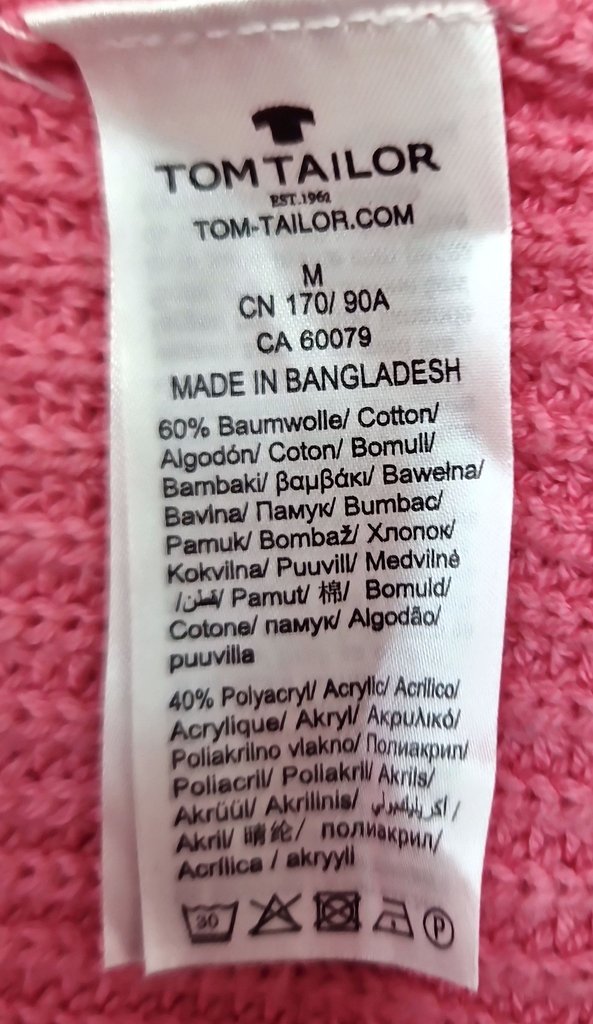 TOM TAILOR
EST.1962
TOM-TAILOR.COM
M
CN 170/ 90A
CA 60079
MADE IN BANGLADESH
60% Baumwolle/ Cotton/
Algodón/ Coton/ Bomull/
Bambaki/ βαμβάκι/ Bawełna/
Bavlna/ Памук/ Bumbac/
Pamuk/ Bombaž/ Хлопок/
Kokvilna/ Puuvill/ Medvilnė
/قطن/ Pamut/ 棉/ Bomuld/
Cotone/ памук/ Algodão/
puuvilla
40% Polyacryl/ Acrylic/ Acrílico/
Acrylique/ Akryl/ Ακρυλικό/
Poliakrilno vlakno/ Полиакрил/
Poliacril/ Poliakril/ Akrils/
Akrüül/ Akrilinis/
Akril/ 腈纶/ полиакрил/
Acrílica / akryyli
30
P